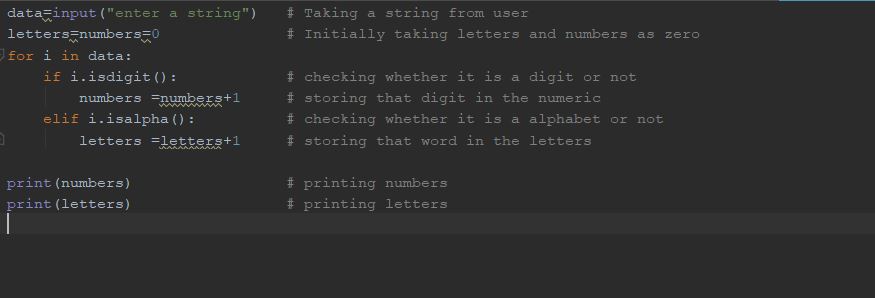 data=input("enter a string")   # Taking a string from user
letters=numbers=0              # Initially taking letters and numbers as zero
for i in data:
    if i.isdigit():            # checking whether it is a digit or not
        numbers =numbers+1     # storing that digit in the numeric
    elif i.isalpha():          # checking whether it is a alphabet or not
        letters =letters+1     # storing that word in the letters
print(numbers)                 # printing numbers
print(letters)                 # printing letters